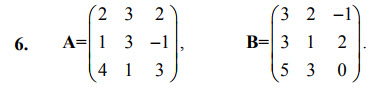 6. A=(2 3 2
1 3 −1
4 1 3), B=(3 2 −1
3 1 2
5 3 0).